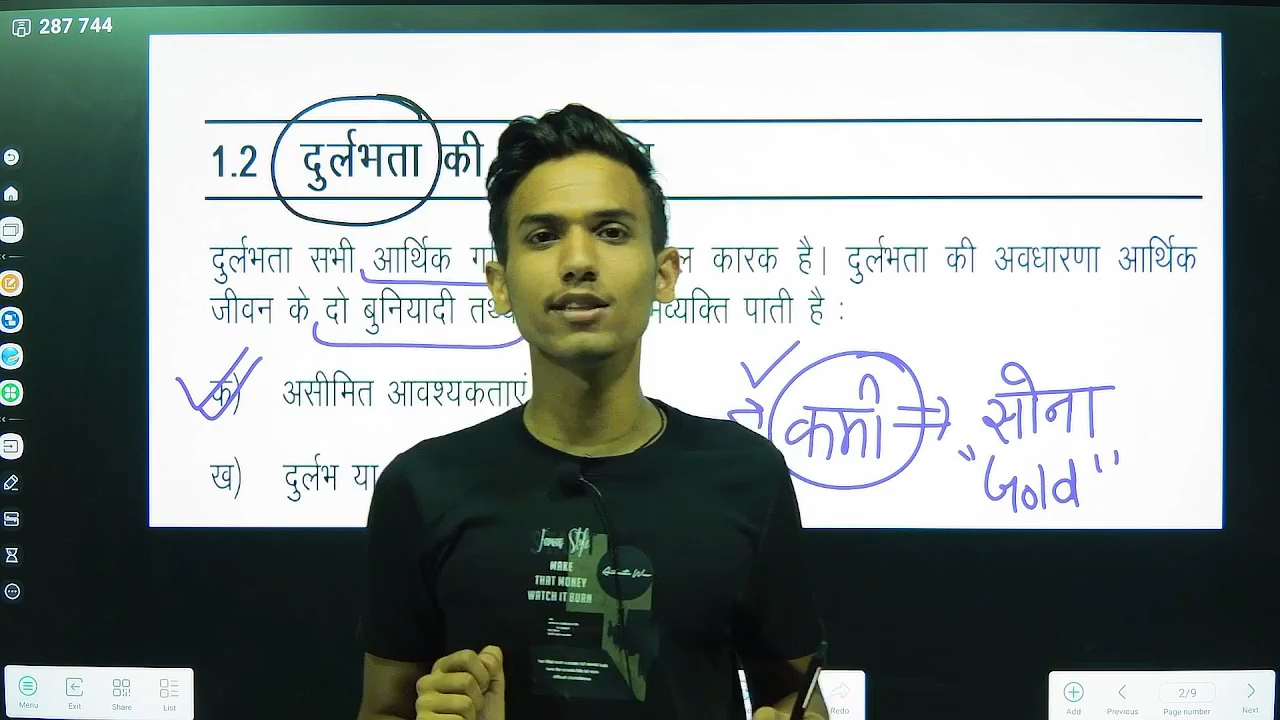 287 744
1.2 दुर्लभता की
दुर्लभता सभी आर्थिक कारक है। दुर्लभता की अवधारणा आर्थिक
जीवन के दो बुनियादी पाती है :
क) असीमित आवश्यकताएं
कमी → सोना
"Gold"
ख) दुर्लभ या
MAKE
THAT MONEY
WATCH IT BURN
Menu Exit Share List Redo Add Previous 2/9 Page number Next